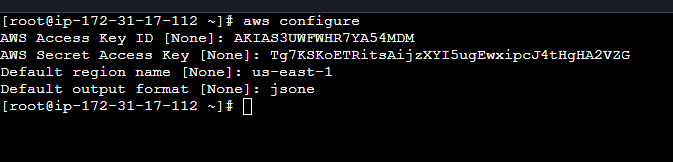 [root@ip-172-31-17-112 ~]# aws configure
AWS Access Key ID [None]: AKIAS3UWFWHR7YA54MDM
AWS Secret Access Key [None]: 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
Default region name [None]: us-east-1
Default output format [None]: jsone
[root@ip-172-31-17-112 ~]#